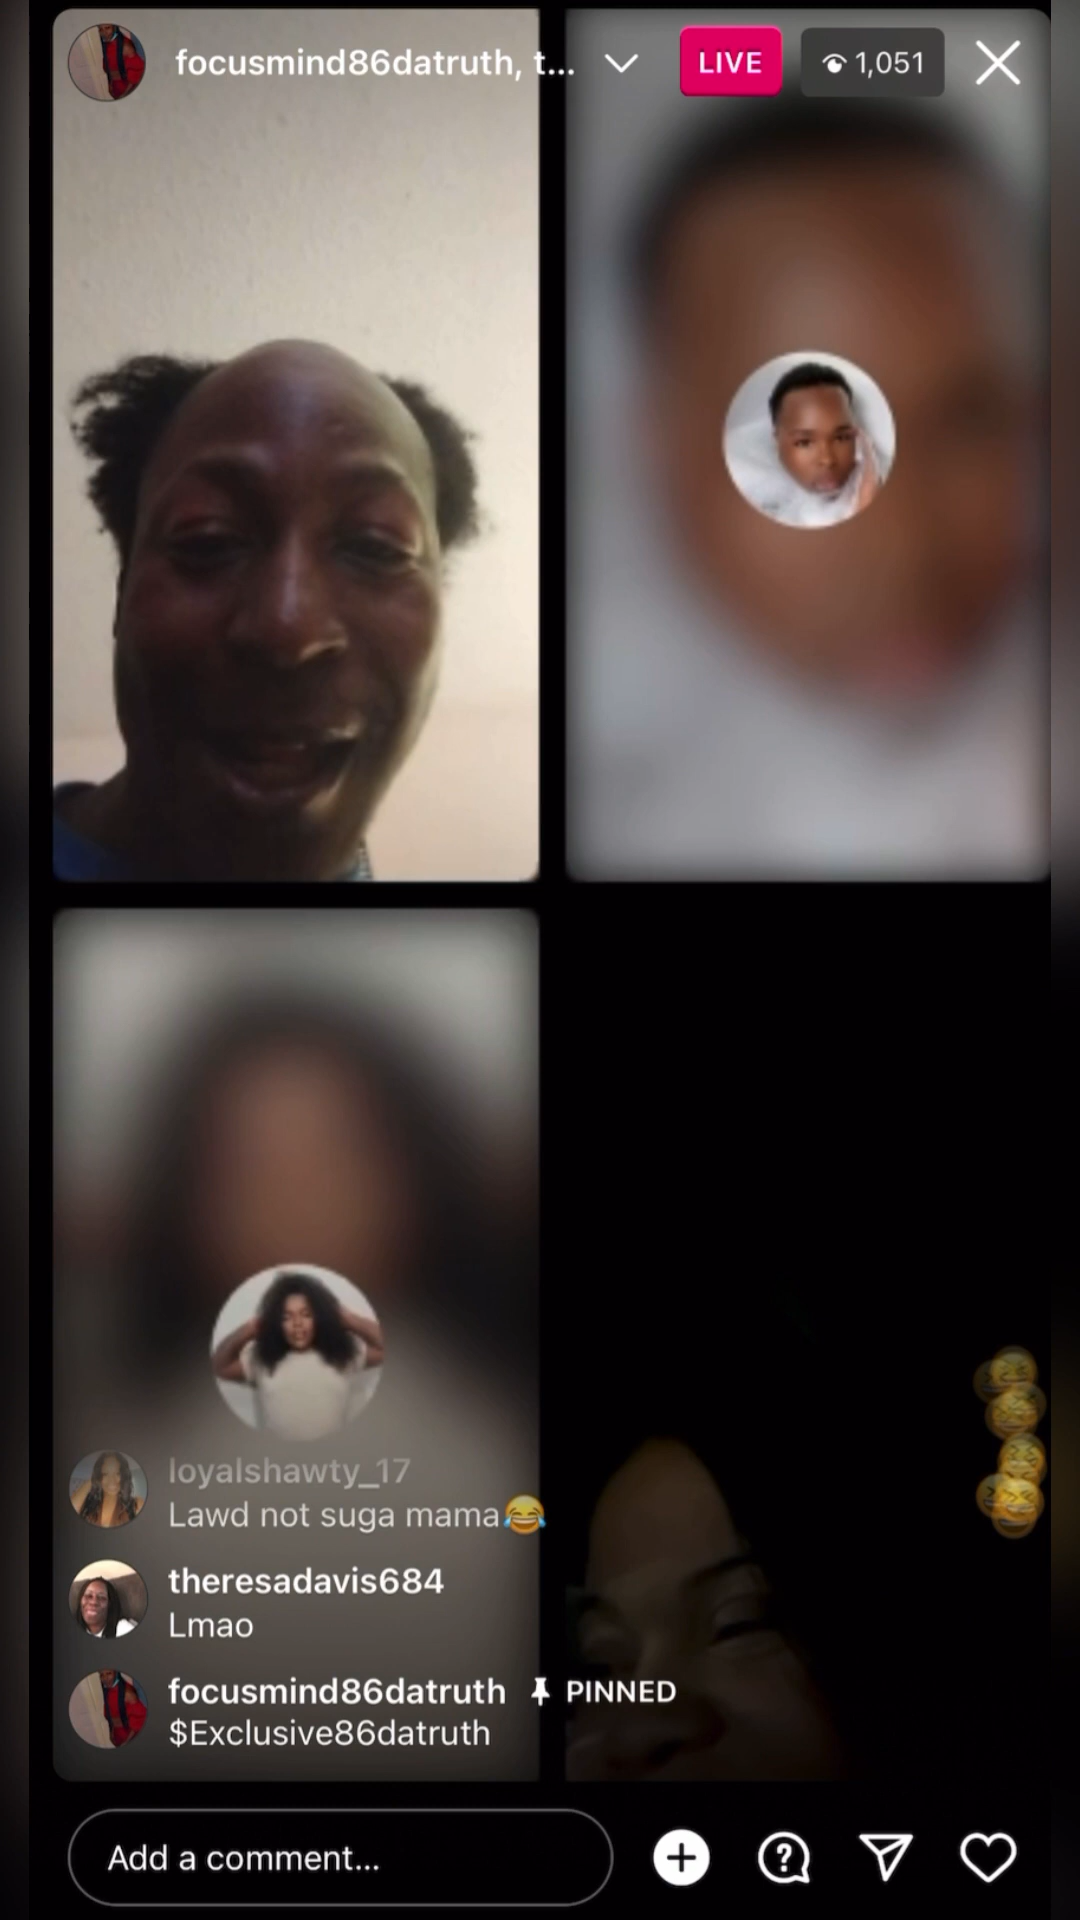 focusmind86datruth, t...
LIVE
1,051
loyalshawty_17
Lawd not suga mama😂
theresadavis684
Lmao
focusmind86datruth PINNED
$Exclusive86datruth
Add a comment...